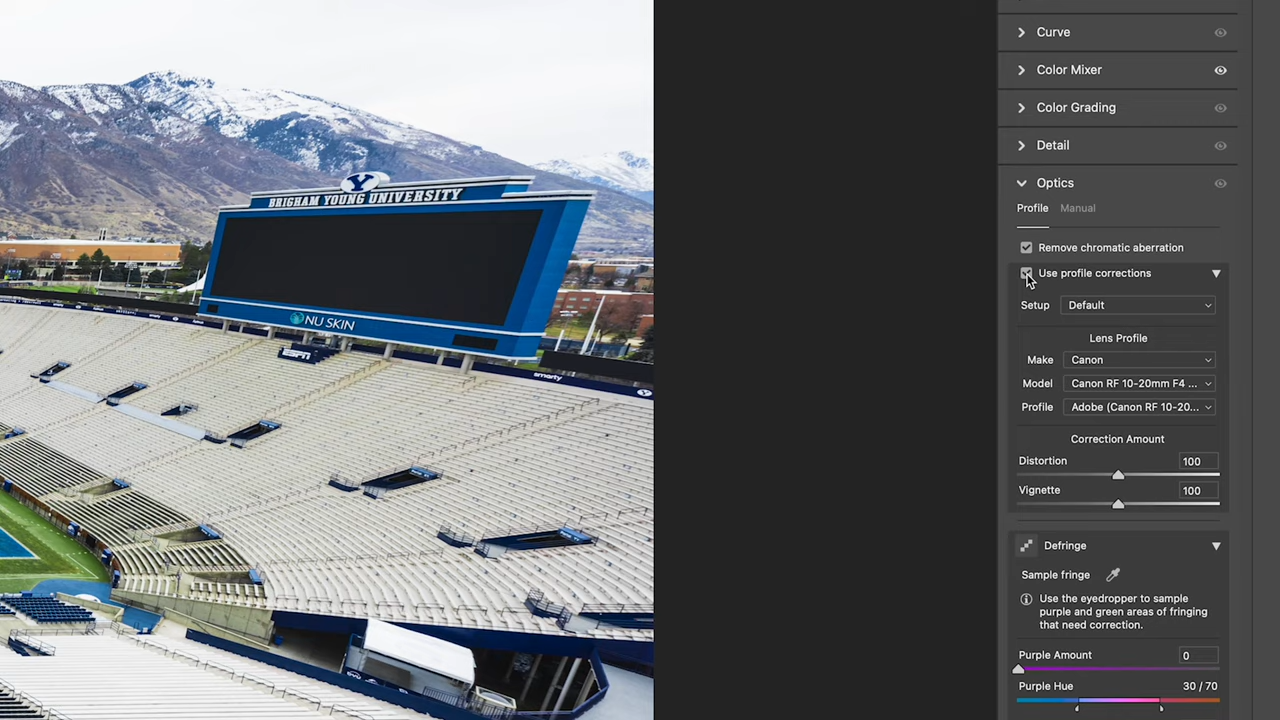 Curve
Color Mixer
Color Grading
Detail
Optics
Profile Manual
Remove chromatic aberration
Use profile corrections
Setup Default
Lens Profile
Make Canon
Model Canon RF 10-20mm F4 ...
Profile Adobe (Canon RF 10-20...
Correction Amount
Distortion 100
Vignette 100
Defringe
Sample fringe
Use the eyedropper to sample
purple and green areas of fringing
that need correction.
Purple Amount 0
Purple Hue 30 / 70
Y
BRIGHAM YOUNG UNIVERSITY
NU SKIN
ESPN
smarty